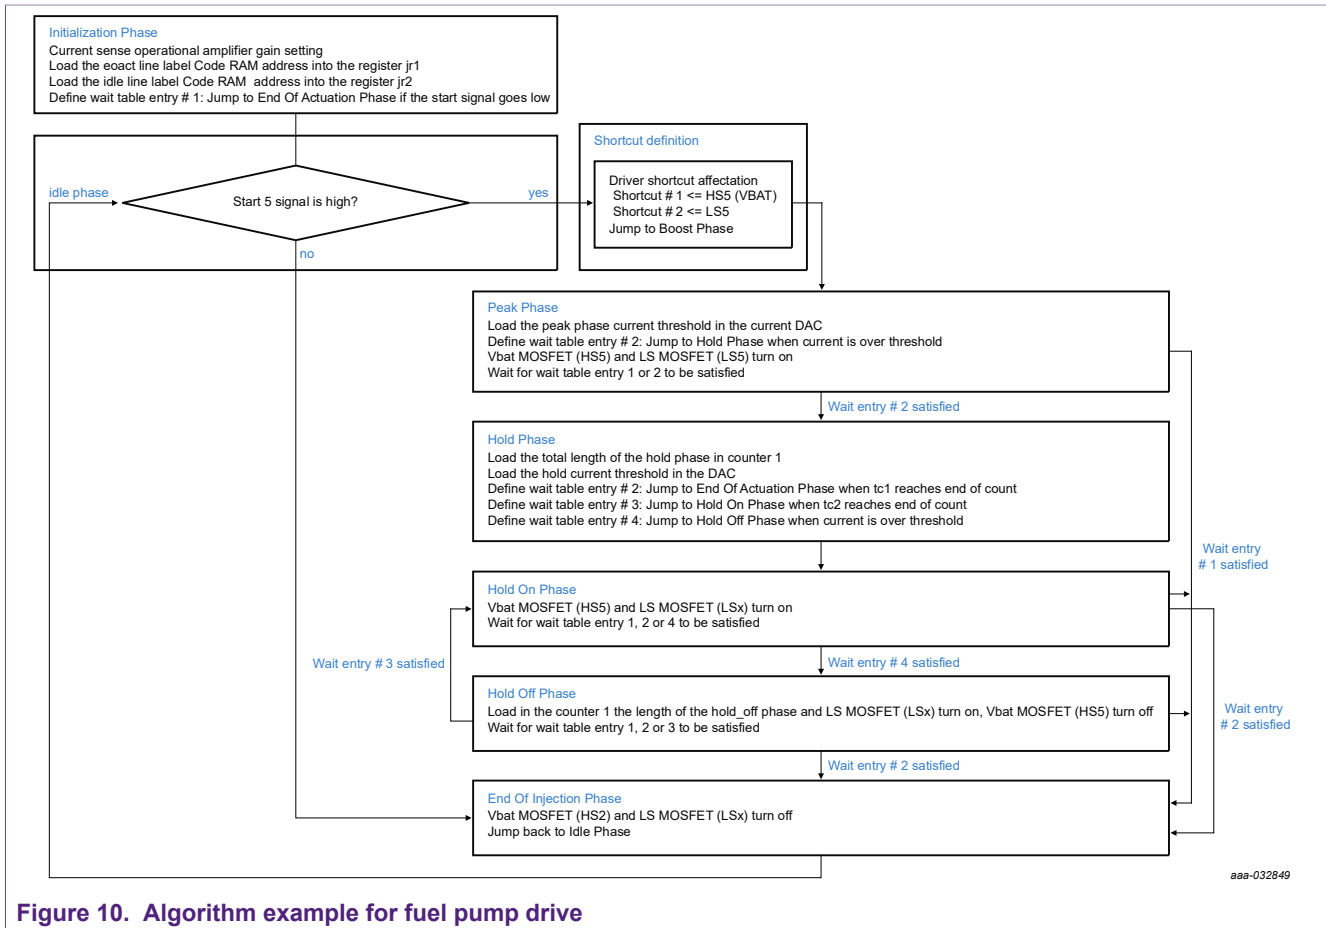 Initialization Phase
Current sense operational amplifier gain setting
Load the eoact line label Code RAM address into the register jr1
Load the idle line label Code RAM address into the register jr2
Define wait table entry # 1: Jump to End Of Actuation Phase if the start signal goes low
idle phase
Start 5 signal is high?
yes
no
Shortcut definition
Driver shortcut affectation
Shortcut # 1 <= HS5 (VBAT)
Shortcut # 2 <= LS5
Jump to Boost Phase
Peak Phase
Load the peak phase current threshold in the current DAC
Define wait table entry # 2: Jump to Hold Phase when current is over threshold
Vbat MOSFET (HS5) and LS MOSFET (LS5) turn on
Wait for wait table entry 1 or 2 to be satisfied
Wait entry # 2 satisfied
Hold Phase
Load the total length of the hold phase in counter 1
Load the hold current threshold in the DAC
Define wait table entry # 2: Jump to End Of Actuation Phase when tc1 reaches end of count
Define wait table entry # 3: Jump to Hold On Phase when tc2 reaches end of count
Define wait table entry # 4: Jump to Hold Off Phase when current is over threshold
Wait entry
# 1 satisfied
Hold On Phase
Vbat MOSFET (HS5) and LS MOSFET (LSx) turn on
Wait for wait table entry 1, 2 or 4 to be satisfied
Wait entry # 3 satisfied
Wait entry # 4 satisfied
Hold Off Phase
Load in the counter 1 the length of the hold_off phase and LS MOSFET (LSx) turn on, Vbat MOSFET (HS5) turn off
Wait for wait table entry 1, 2 or 3 to be satisfied
Wait entry
# 2 satisfied
Wait entry # 2 satisfied
End Of Injection Phase
Vbat MOSFET (HS2) and LS MOSFET (LSx) turn off
Jump back to Idle Phase
aaa-032849
Figure 10. Algorithm example for fuel pump drive